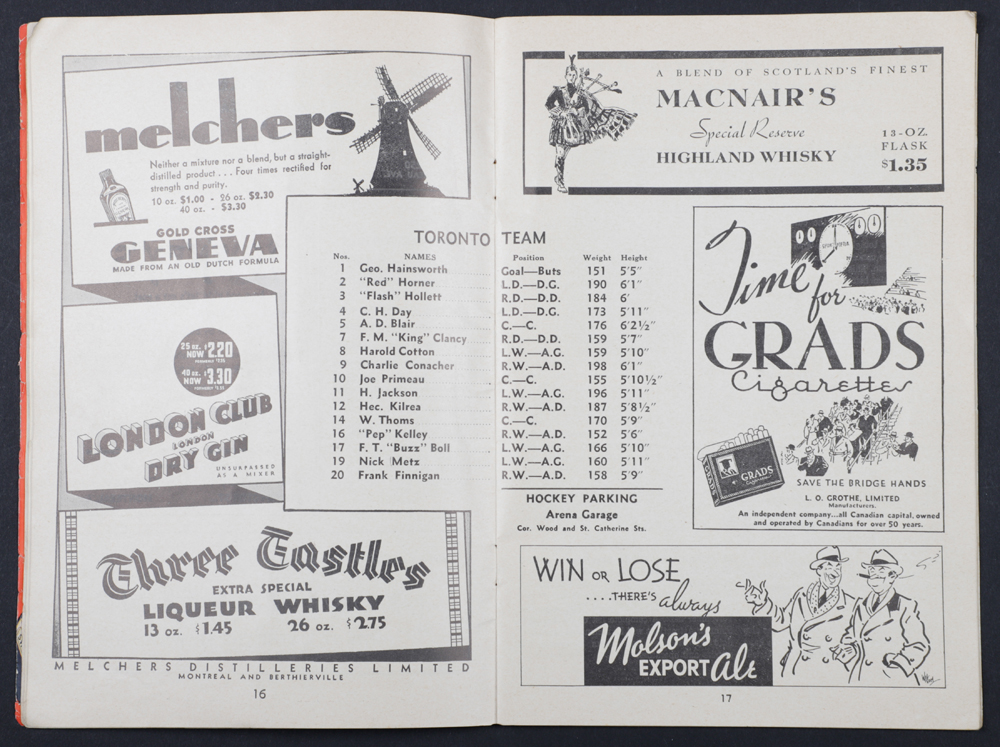 melchers
Neither a mixture nor a blend, but a straight-
distilled product . . . Four times rectified for
strength and purity.
10 oz. $1.00 - 26 oz. $2.30
40 oz. - $3.30
GOLD CROSS
GENEVA
MADE FROM AN OLD DUTCH FORMULA
25 oz. $2.20
NOW
40 oz. $3.30
NOW
LONDON CLUB
LONDON
DRY GIN
UNSURPASSED
AS A MIXER
Three Castles
EXTRA SPECIAL
LIQUEUR WHISKY
13 oz. $1.45 26 oz. $2.75
MELCHERS DISTILLERIES LIMITED
MONTREAL AND BERTHIERVILLE
16
A BLEND OF SCOTLAND'S FINEST
MACNAIR'S
Special Reserve
HIGHLAND WHISKY
13-OZ.
FLASK
$1.35
TORONTO TEAM
Nos. NAMES Position Weight Height
1 Geo. Hainsworth Goal—Buts 151 5'5"
2 "Red" Horner L.D.—D.G. 190 6'1"
3 "Flash" Hollett R.D.—D.D. 184 6'
4 C. H. Day L.D.—D.G. 173 5'11"
5 A. D. Blair C.—C. 176 6'2½"
7 F. M. "King" Clancy R.D.—D.D. 159 5'7"
8 Harold Cotton L.W.—A.G. 159 5'10"
9 Charlie Conacher R.W.—A.D. 198 6'1"
10 Joe Primeau C.—C. 155 5'10½"
11 H. Jackson L.W.—A.G. 196 5'11"
12 Hec. Kilrea R.W.—A.D. 187 5'8½"
14 W. Thoms C.—C. 170 5'9"
16 "Pep" Kelley R.W.—A.D. 152 5'6"
17 F. T. "Buzz" Boll L.W.—A.G. 166 5'10"
19 Nick Metz L.W.—A.G. 160 5'11"
20 Frank Finnigan R.W.—A.D. 158 5'9"
HOCKEY PARKING
Arena Garage
Cor. Wood and St. Catherine Sts.
Time for
GRADS
Cigarettes
GRADS
SAVE THE BRIDGE HANDS
L. O. GROTHE, LIMITED
Manufacturers.
An independent company...all Canadian capital, owned
and operated by Canadians for over 50 years.
WIN OR LOSE
....THERE'S always
Molson's
EXPORT Ale
17